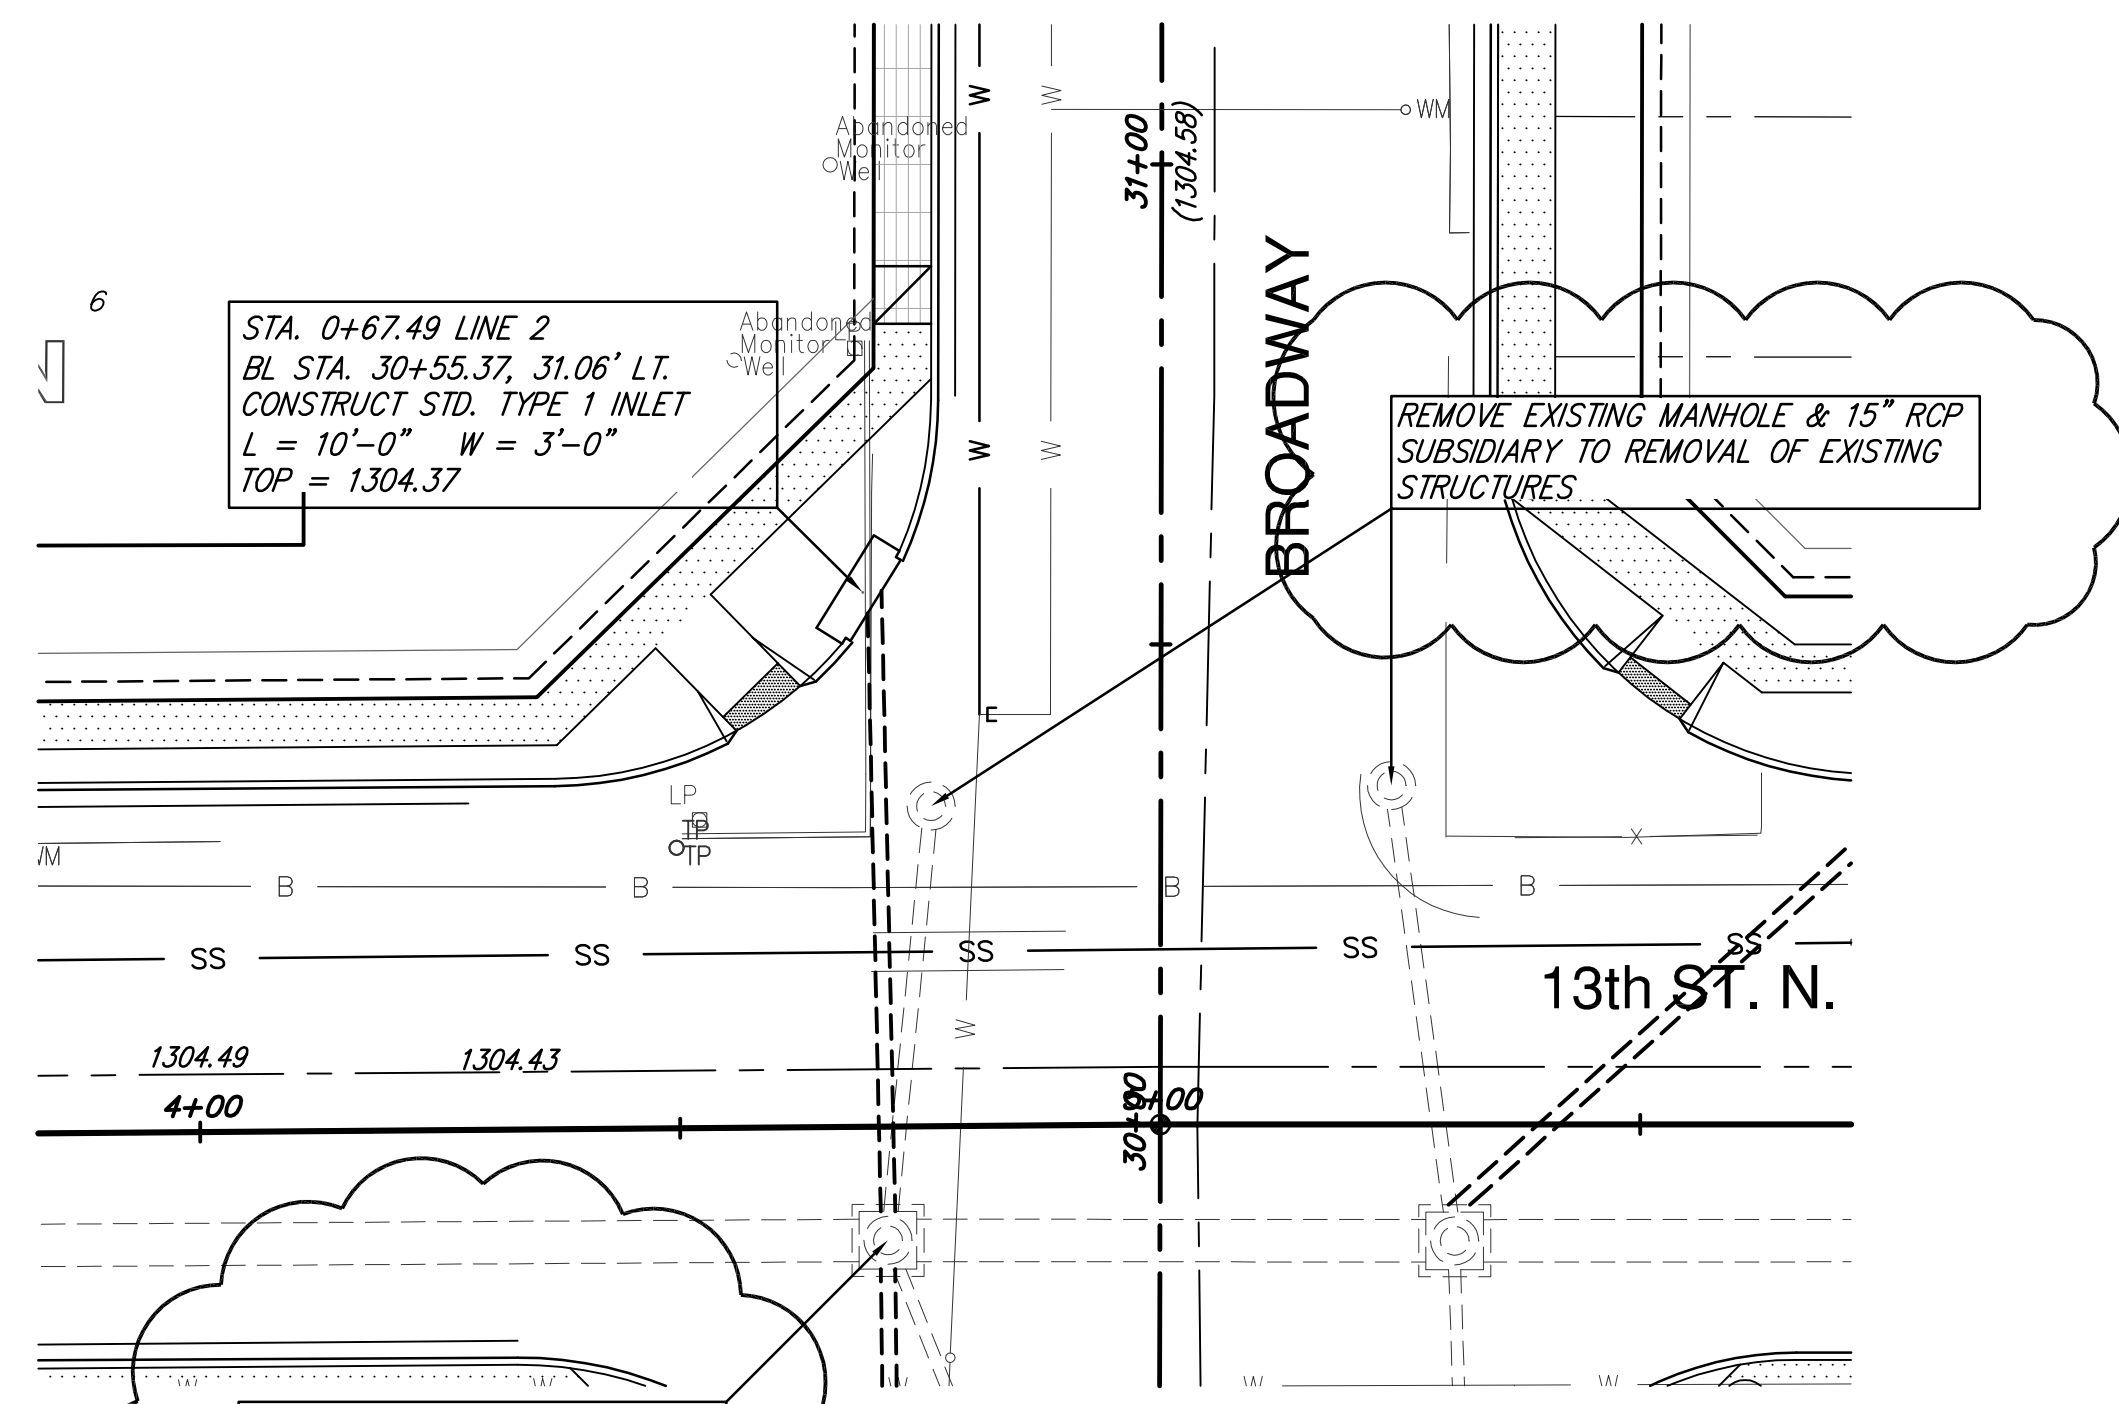 Abandoned
Monitor
Well
W
W
WM
31+00
(1304.58)
BROADWAY
6
STA. 0+67.49 LINE 2
BL STA. 30+55.37, 31.06' LT.
CONSTRUCT STD. TYPE 1 INLET
L = 10'-0" W = 3'-0"
TOP = 1304.37
Abandoned
Monitor
Well
W
W
REMOVE EXISTING MANHOLE & 15" RCP
SUBSIDIARY TO REMOVAL OF EXISTING
STRUCTURES
E
LP
TP
TP
X
B
B
B
B
SS
SS
SS
SS
SS
13th ST. N.
W
1304.49
1304.43
4+00
5+00
30+00
W
W
W
W
W